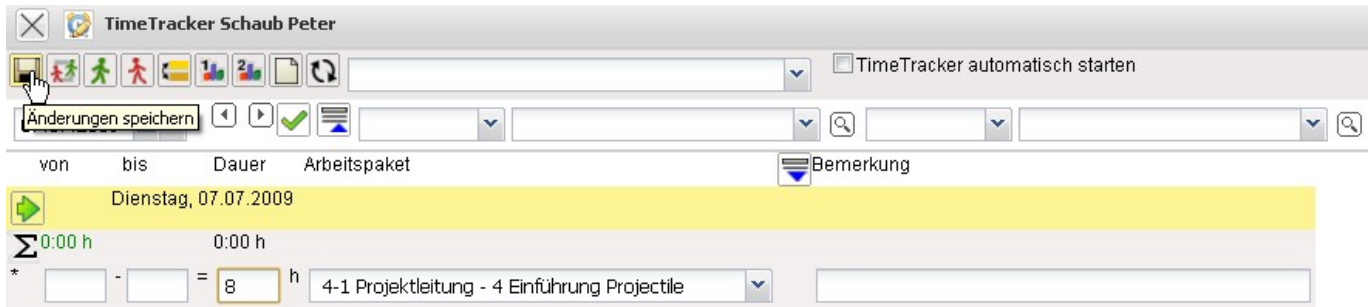 TimeTracker Schaub Peter
TimeTracker automatisch starten
Änderungen speichern
von bis Dauer Arbeitspaket Bemerkung
Dienstag, 07.07.2009
Σ 0:00 h 0:00 h
* - = 8 h 4-1 Projektleitung - 4 Einführung Projectile